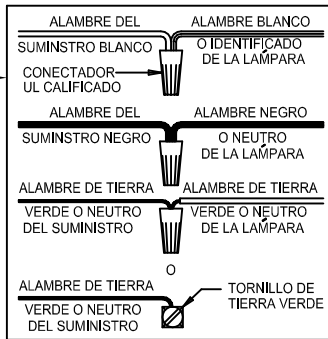 ALAMBRE DEL
SUMINSTRO BLANCO
ALAMBRE BLANCO
O IDENTIFICADO
DE LA LAMPARA
CONECTADOR
UL CALIFICADO
ALAMBRE DEL
SUMINSTRO NEGRO
ALAMBRE NEGRO
O NEUTRO
DE LA LAMPARA
ALAMBRE DE TIERRA
VERDE O NEUTRO
DEL SUMINISTRO
ALAMBRE DE TIERRA
VERDE O NEUTRO
DE LA LÁMPARA
O
ALAMBRE DE TIERRA
VERDE O NEUTRO
DEL SUMINISTRO
TORNILLO DE
TIERRA VERDE